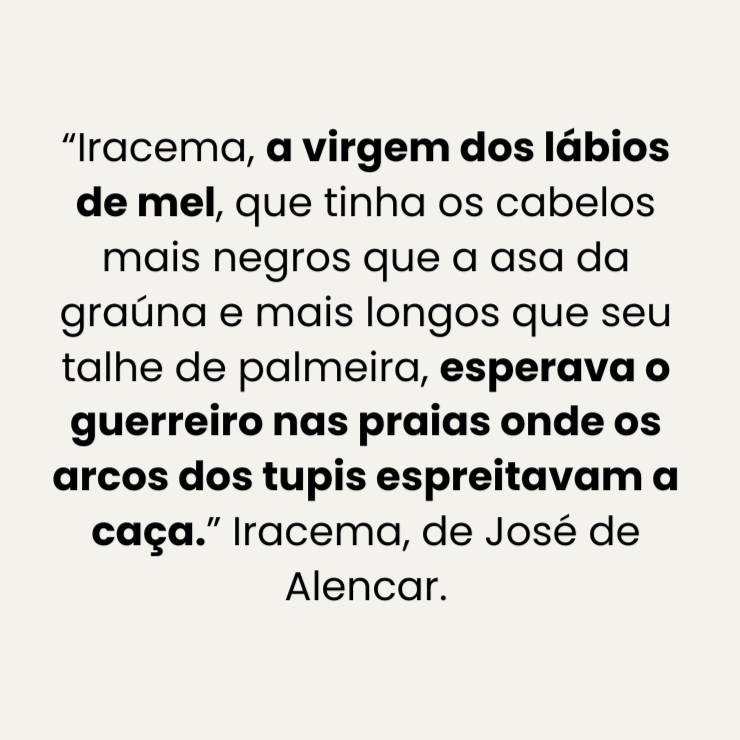 “Iracema, a virgem dos lábios
de mel, que tinha os cabelos
mais negros que a asa da
graúna e mais longos que seu
talhe de palmeira, esperava o
guerreiro nas praias onde os
arcos dos tupis espreitavam a
caça.” Iracema, de José de
Alencar.